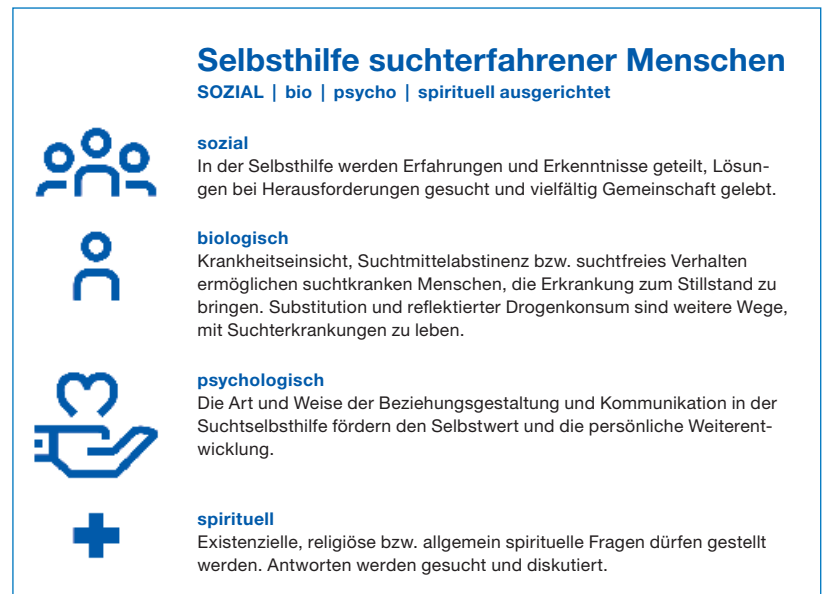 Selbsthilfe suchterfahrener Menschen
SOZIAL | bio | psycho | spirituell ausgerichtet
sozial
In der Selbsthilfe werden Erfahrungen und Erkenntnisse geteilt, Lösun-
gen bei Herausforderungen gesucht und vielfältig Gemeinschaft gelebt.
biologisch
Krankheitseinsicht, Suchtmittelabstinenz bzw. suchtfreies Verhalten
ermöglichen suchtkranken Menschen, die Erkrankung zum Stillstand zu
bringen. Substitution und reflektierter Drogenkonsum sind weitere Wege,
mit Suchterkrankungen zu leben.
psychologisch
Die Art und Weise der Beziehungsgestaltung und Kommunikation in der
Suchtselbsthilfe fördern den Selbstwert und die persönliche Weiterent-
wicklung.
spirituell
Existenzielle, religiöse bzw. allgemein spirituelle Fragen dürfen gestellt
werden. Antworten werden gesucht und diskutiert.